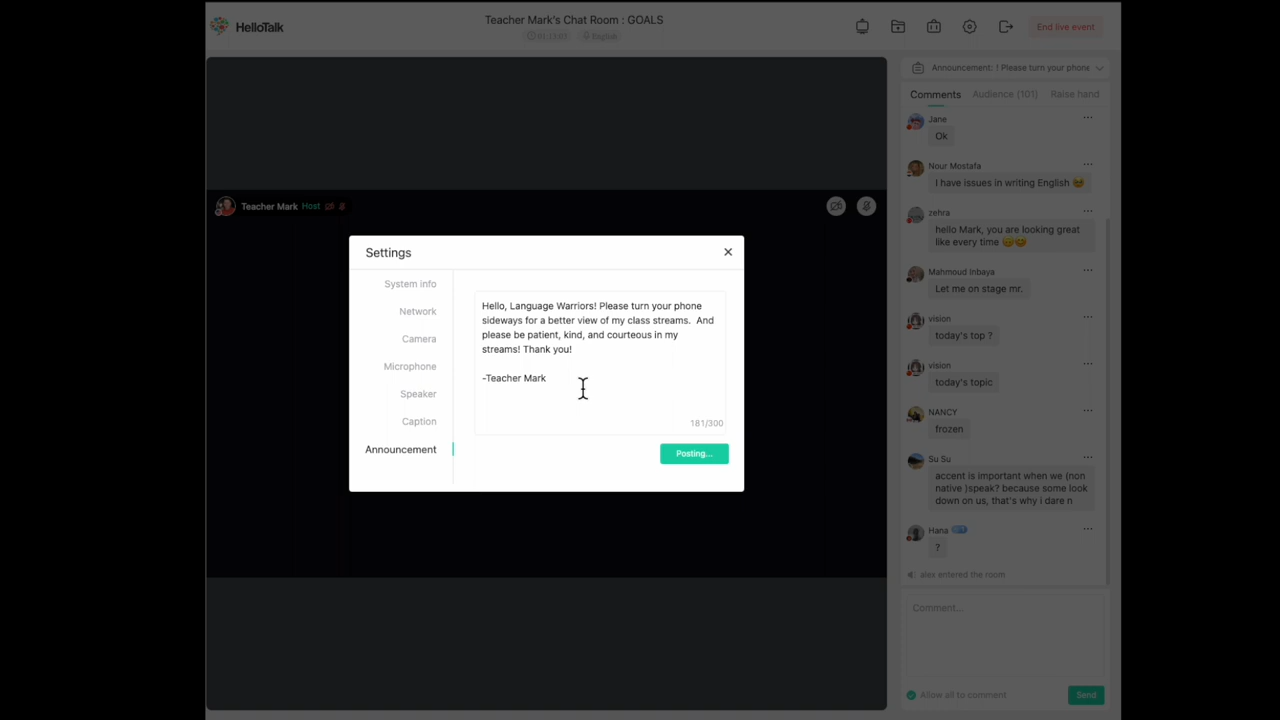 HelloTalk
Teacher Mark's Chat Room : GOALS
English
End live event
Announcement: ! Please turn your phone
Comments
Audience (101)
Raise hand
Jane
Ok
Nour Mostafa
I have issues in writing English 🤓
zehra
hello Mark, you are looking great
like every time 🙃😊
Mahmoud Inbaya
Let me on stage mr.
vision
today's top ?
vision
today's topic
NANCY
frozen
Su Su
accent is important when we (non
native )speak? because some look
down on us, that's why i dare n
Hana
?
alex entered the room
Comment...
Allow all to comment
Send
Teacher Mark Host
Settings
System info
Network
Camera
Microphone
Speaker
Caption
Announcement
Hello, Language Warriors! Please turn your phone
sideways for a better view of my class streams. And
please be patient, kind, and courteous in my
streams! Thank you!
-Teacher Mark
181/300
Posting...